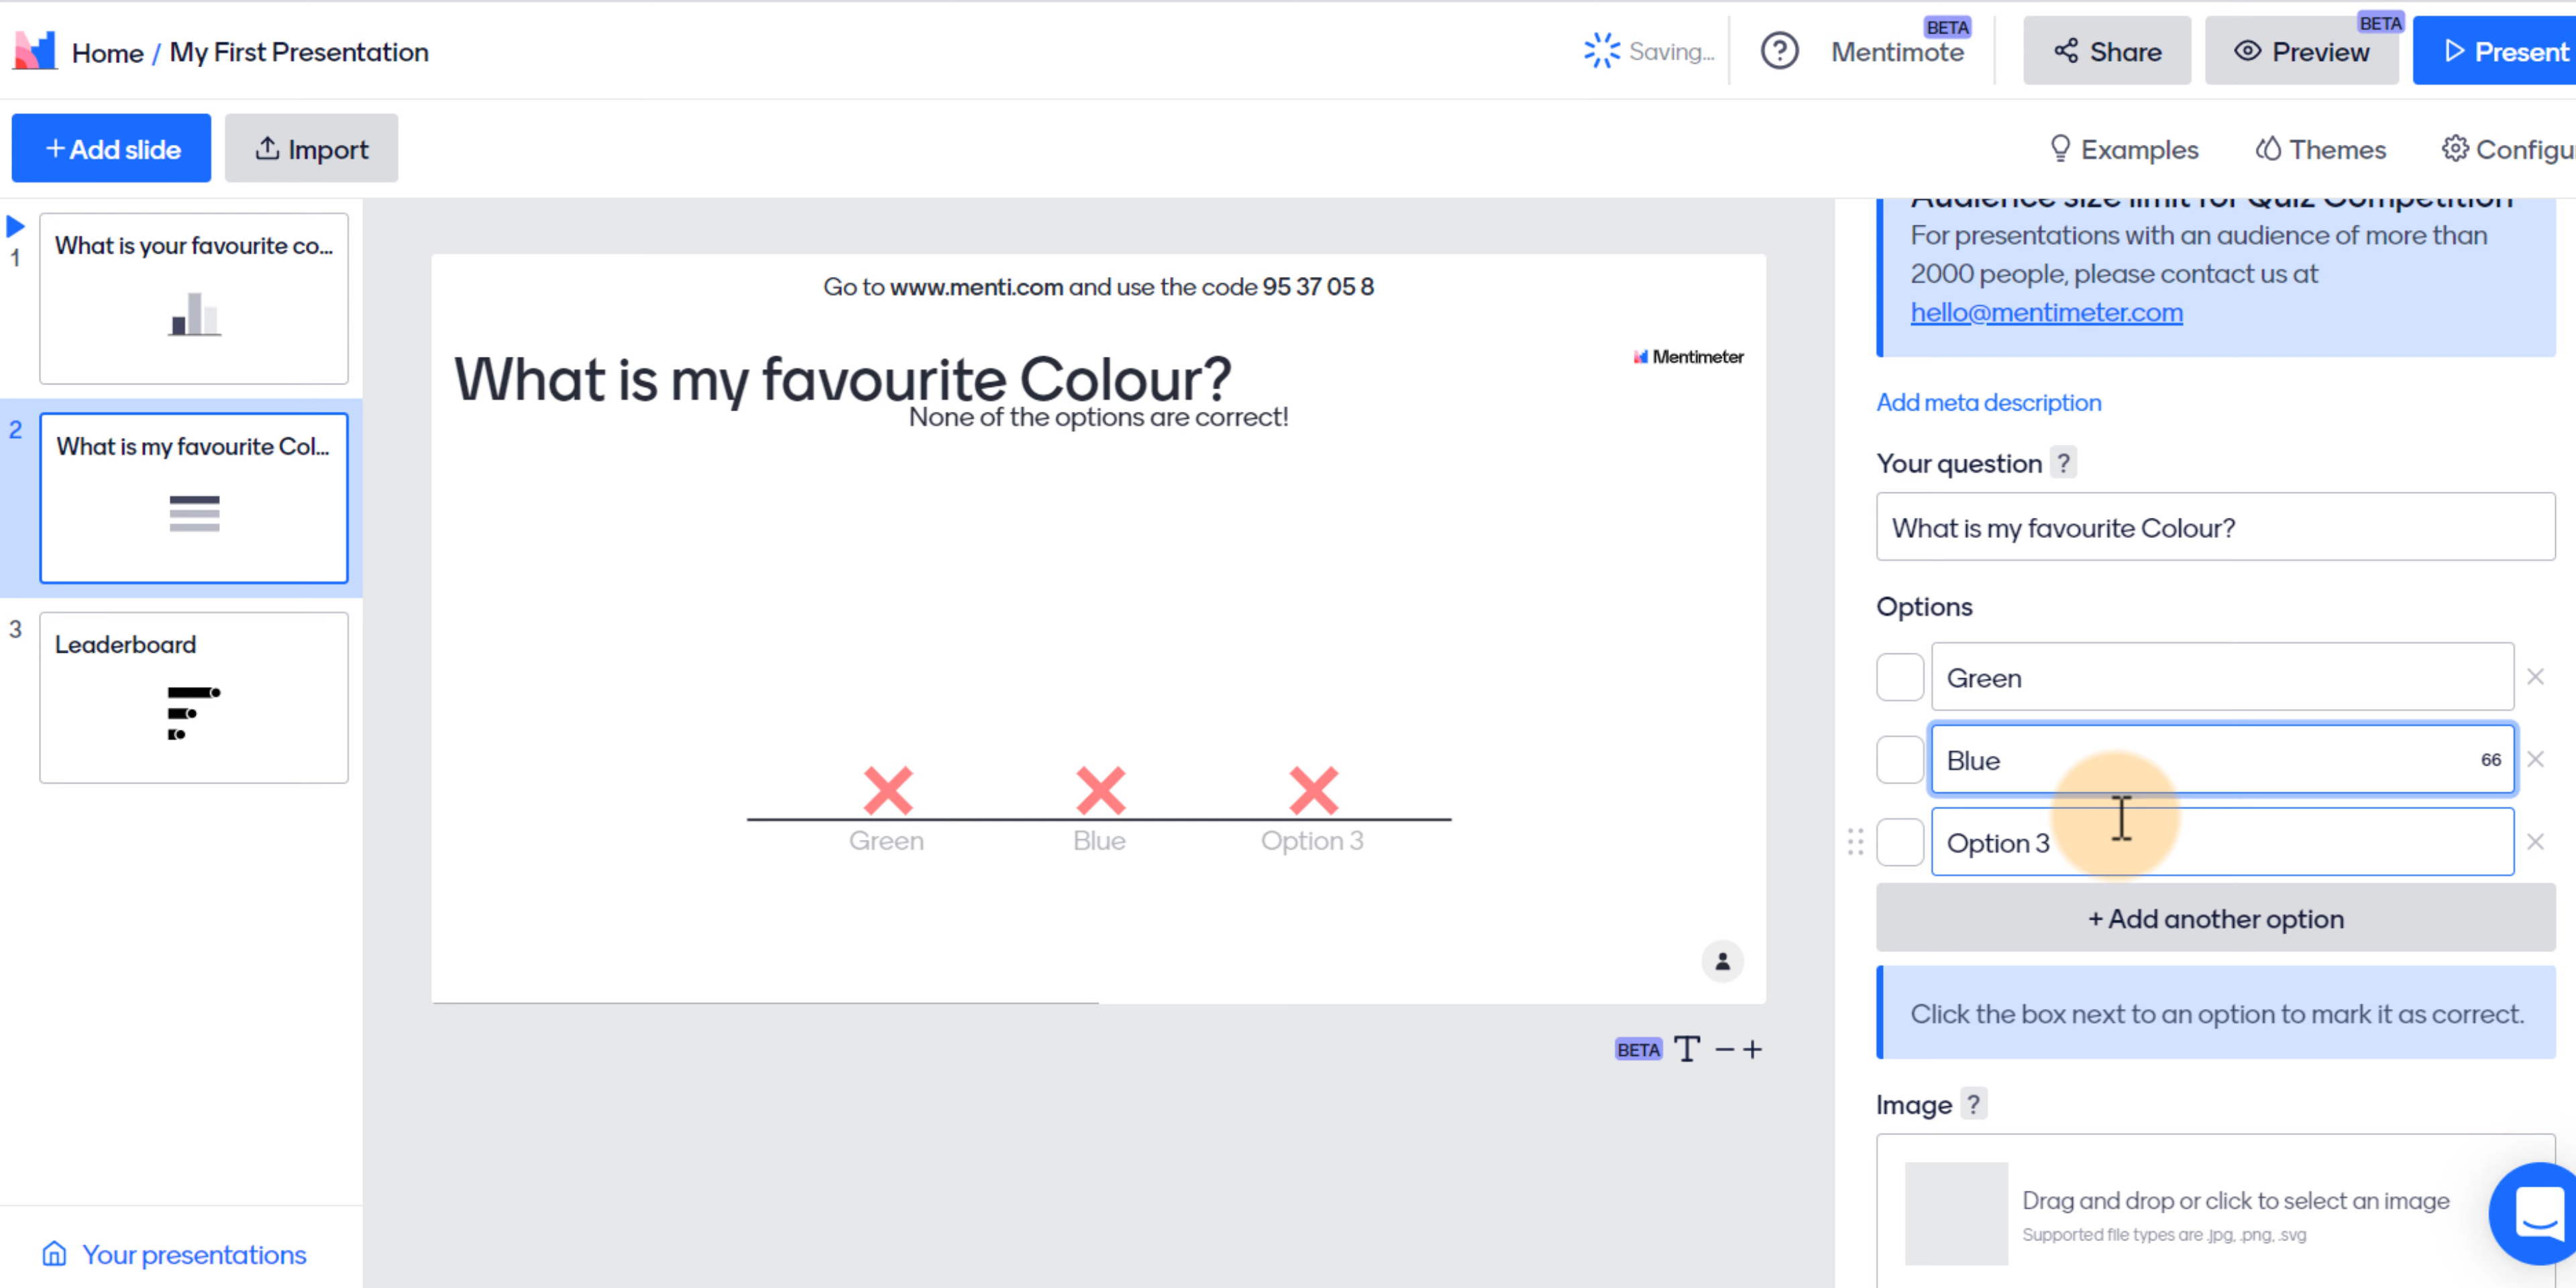 Home / My First Presentation
Saving...
?
Mentimote
BETA
Share
Preview
BETA
Present
+ Add slide
Import
Examples
Themes
Configu
1
What is your favourite co...
2
What is my favourite Col...
3
Leaderboard
Your presentations
Go to www.menti.com and use the code 95 37 05 8
Mentimeter
What is my favourite Colour?
None of the options are correct!
Green
Blue
Option 3
BETA T − +
Audience size limit for Quiz Competition
For presentations with an audience of more than
2000 people, please contact us at
hello@mentimeter.com
Add meta description
Your question ?
What is my favourite Colour?
Options
Green
Blue
66
Option 3
+ Add another option
Click the box next to an option to mark it as correct.
Image ?
Drag and drop or click to select an image
Supported file types are .jpg, .png, .svg